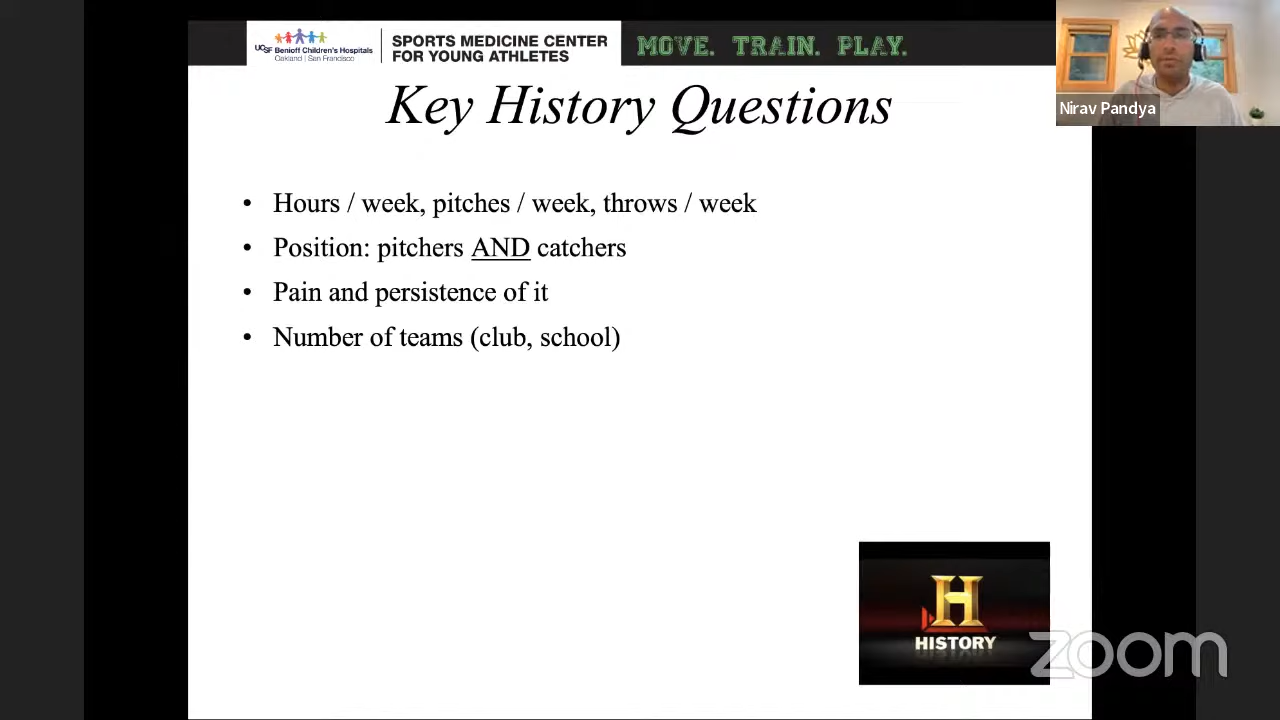 UCSF Benioff Children's Hospitals
Oakland | San Francisco
SPORTS MEDICINE CENTER
FOR YOUNG ATHLETES
MOVE. TRAIN. PLAY.
Nirav Pandya
Key History Questions
• Hours / week, pitches / week, throws / week
• Position: pitchers AND catchers
• Pain and persistence of it
• Number of teams (club, school)
H
HISTORY
zoom